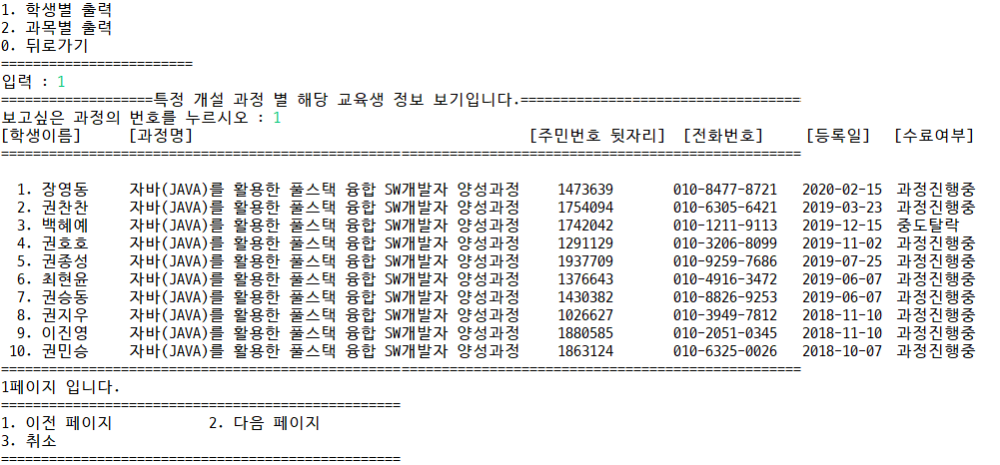 1. 학생별 출력
2. 과목별 출력
0. 뒤로가기
========================
입력 : 1
===================특정 개설 과정 별 해당 교육생 정보 보기입니다.===================================
보고싶은 과정의 번호를 누르시오 : 1
[학생이름] [과정명] [주민번호 뒷자리] [전화번호] [등록일] [수료여부]
====================================================================================================
1. 장영동 자바(JAVA)를 활용한 풀스택 융합 SW개발자 양성과정 1473639 010-8477-8721 2020-02-15 과정진행중
2. 권찬찬 자바(JAVA)를 활용한 풀스택 융합 SW개발자 양성과정 1754094 010-6305-6421 2019-03-23 과정진행중
3. 백혜예 자바(JAVA)를 활용한 풀스택 융합 SW개발자 양성과정 1742042 010-1211-9113 2019-12-15 중도탈락
4. 권호호 자바(JAVA)를 활용한 풀스택 융합 SW개발자 양성과정 1291129 010-3206-8099 2019-11-02 과정진행중
5. 권종성 자바(JAVA)를 활용한 풀스택 융합 SW개발자 양성과정 1937709 010-9259-7686 2019-07-25 과정진행중
6. 최현윤 자바(JAVA)를 활용한 풀스택 융합 SW개발자 양성과정 1376643 010-4916-3472 2019-06-07 과정진행중
7. 권승동 자바(JAVA)를 활용한 풀스택 융합 SW개발자 양성과정 1430382 010-8826-9253 2019-06-07 과정진행중
8. 권지우 자바(JAVA)를 활용한 풀스택 융합 SW개발자 양성과정 1026627 010-3949-7812 2018-11-10 과정진행중
9. 이진영 자바(JAVA)를 활용한 풀스택 융합 SW개발자 양성과정 1880585 010-2051-0345 2018-11-10 과정진행중
10. 권민승 자바(JAVA)를 활용한 풀스택 융합 SW개발자 양성과정 1863124 010-6325-0026 2018-10-07 과정진행중
====================================================================================================
1페이지 입니다.
==================================================
1. 이전 페이지 2. 다음 페이지
3. 취소
==================================================